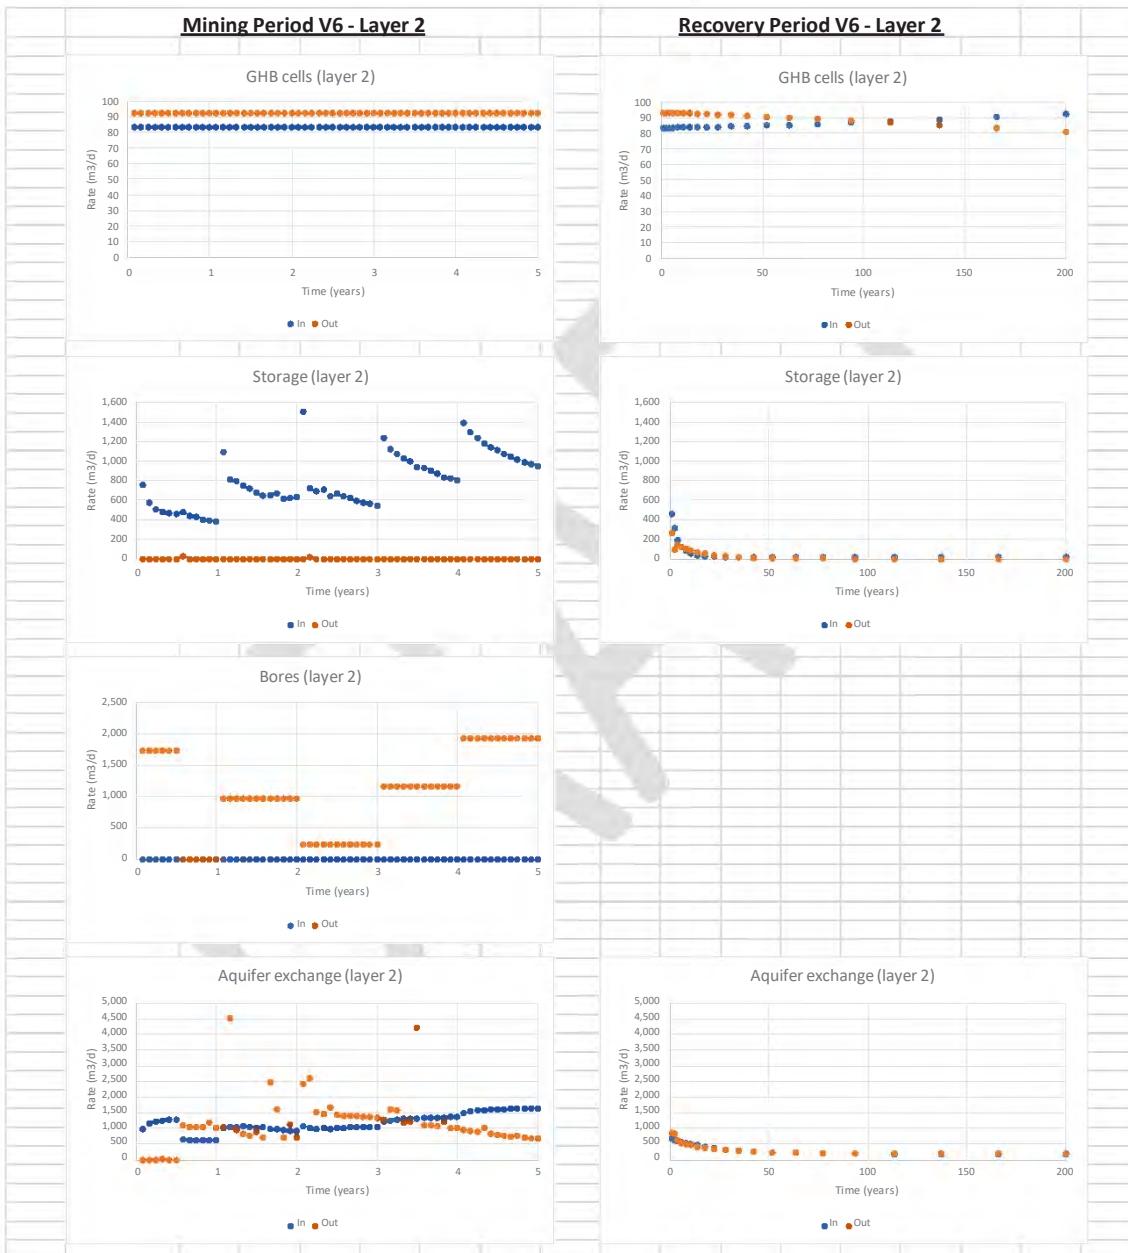 Mining Period V6 - Layer 2
Recovery Period V6 - Layer 2
GHB cells (layer 2)
Rate (m3/d)
100
90
80
70
60
50
40
30
20
10
0
0 1 2 3 4 5
Time (years)
In Out
GHB cells (layer 2)
Rate (m3/d)
100
90
80
70
60
50
40
30
20
10
0
0 50 100 150 200
Time (years)
In Out
Storage (layer 2)
Rate (m3/d)
1,600
1,400
1,200
1,000
800
600
400
200
0
0 1 2 3 4 5
Time (years)
In Out
Storage (layer 2)
Rate (m3/d)
1,600
1,400
1,200
1,000
800
600
400
200
0
0 50 100 150 200
Time (years)
In Out
Bores (layer 2)
Rate (m3/d)
2,500
2,000
1,500
1,000
500
0
0 1 2 3 4 5
Time (years)
In Out
Aquifer exchange (layer 2)
Rate (m3/d)
5,000
4,500
4,000
3,500
3,000
2,500
2,000
1,500
1,000
500
0
0 1 2 3 4 5
Time (years)
In Out
Aquifer exchange (layer 2)
Rate (m3/d)
5,000
4,500
4,000
3,500
3,000
2,500
2,000
1,500
1,000
500
0
0 50 100 150 200
Time (years)
In Out